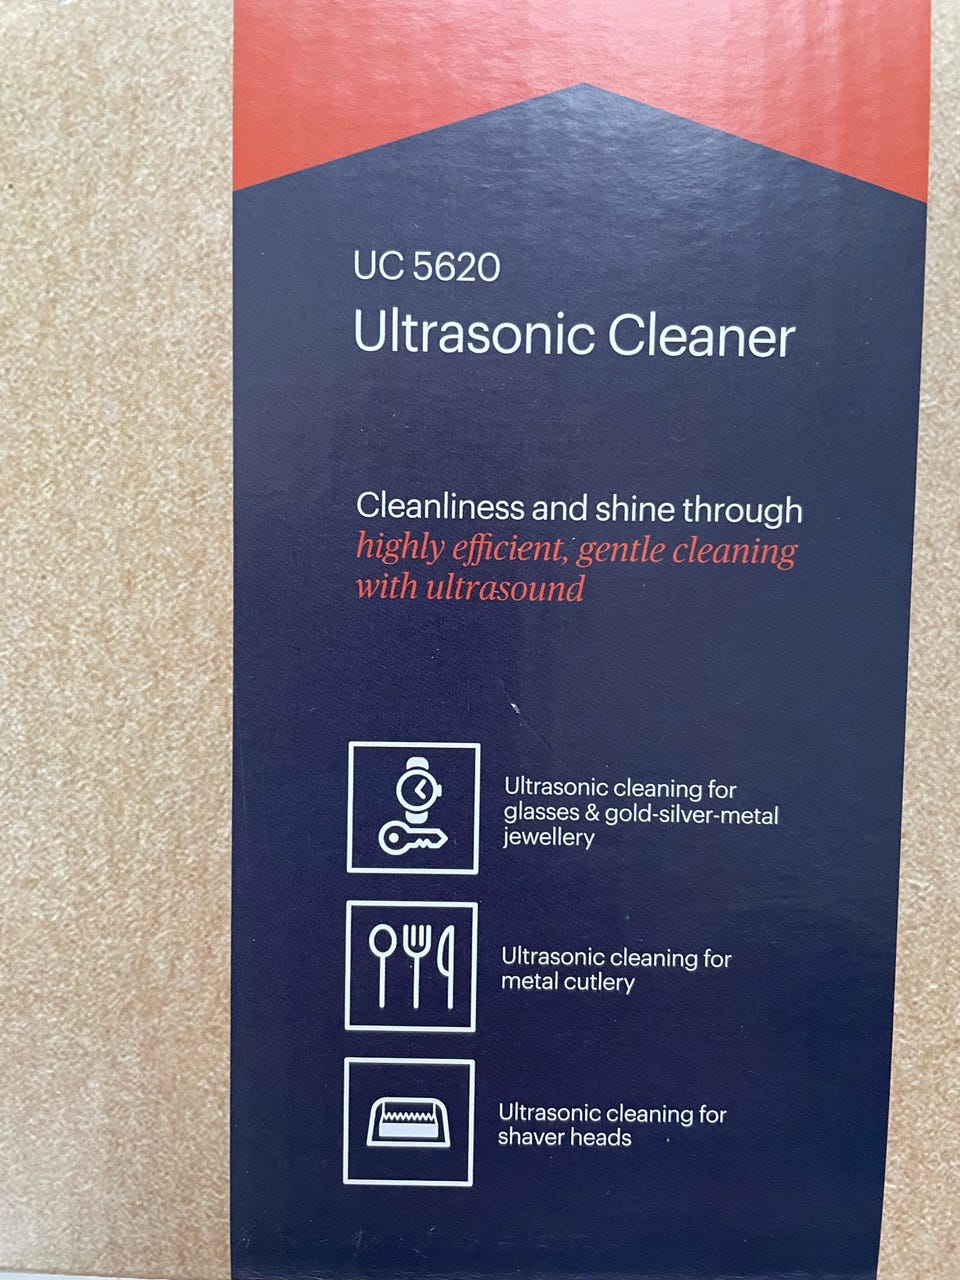 UC 5620
Ultrasonic Cleaner
Cleanliness and shine through
highly efficient, gentle cleaning
with ultrasound
Ultrasonic cleaning for
glasses & gold-silver-metal
jewellery
Ultrasonic cleaning for
metal cutlery
Ultrasonic cleaning for
shaver heads